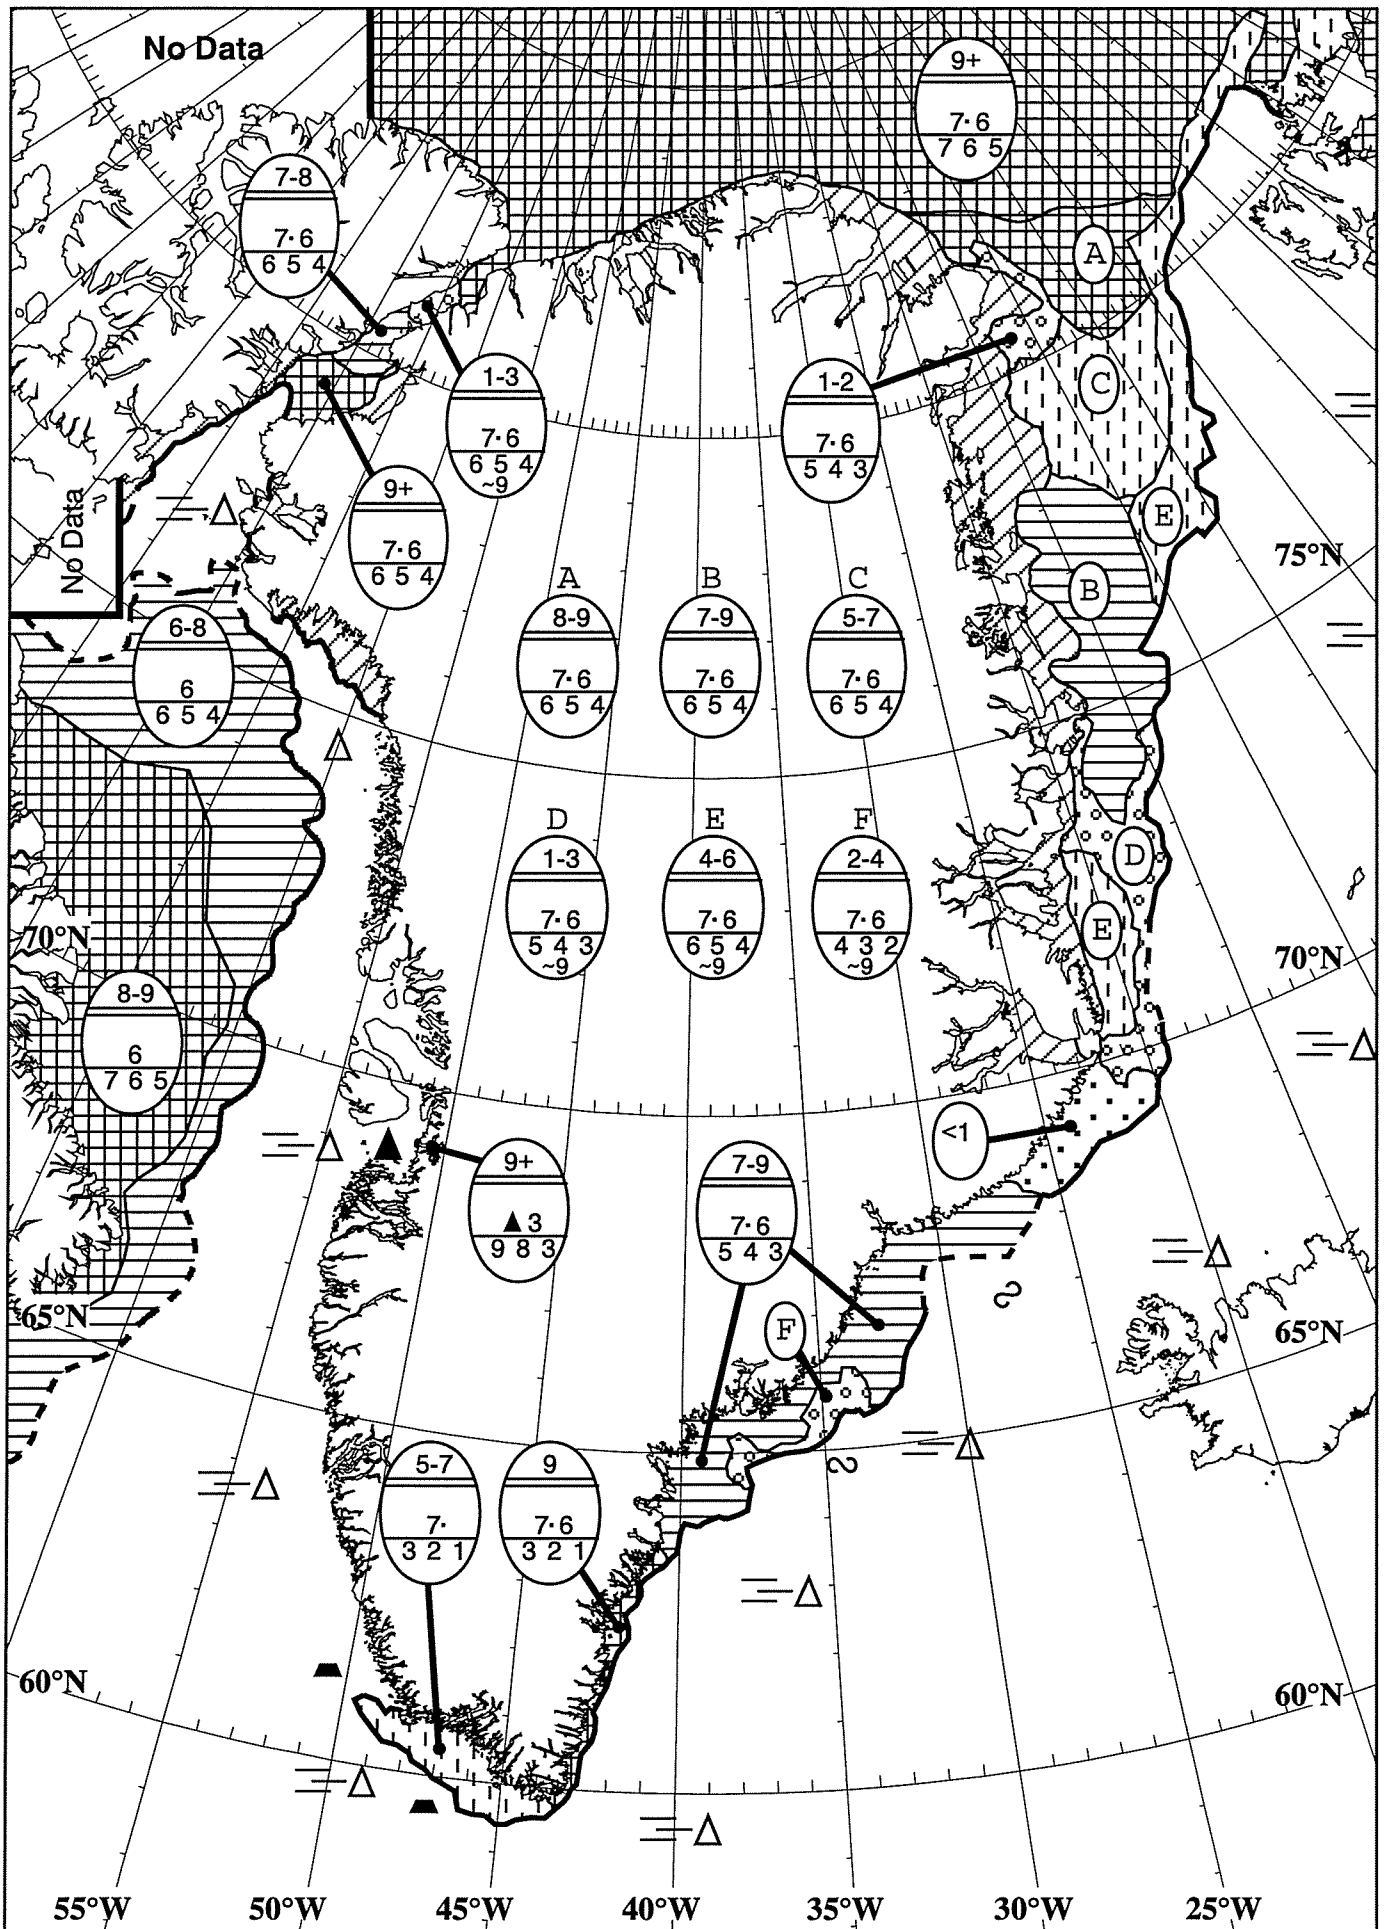 No Data
9+
7· 6
7 6 5
7-8
7· 6
6 5 4
A
1-3
7· 6
6 5 4
~9
1-2
7· 6
5 4 3
C
9+
7· 6
6 5 4
No Data
E
75°N
A
8-9
7· 6
6 5 4
B
7-9
7· 6
6 5 4
C
5-7
7· 6
6 5 4
B
6-8
6
6 5 4
D
1-3
7· 6
5 4 3
~9
E
4-6
7· 6
6 5 4
~9
F
2-4
7· 6
4 3 2
~9
D
E
70°N
70°N
8-9
6
7 6 5
<1
9+
▲3
9 8 3
7-9
7· 6
5 4 3
F
65°N
65°N
5-7
7·
3 2 1
9
7· 6
3 2 1
60°N
60°N
55°W 50°W 45°W 40°W 35°W 30°W 25°W